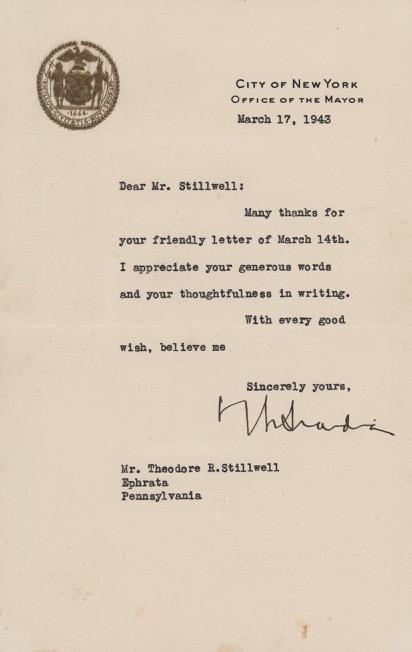 CITY OF NEW YORK
OFFICE OF THE MAYOR
March 17, 1943
Dear Mr. Stillwell:
Many thanks for
your friendly letter of March 14th.
I appreciate your generous words
and your thoughtfulness in writing.
With every good
wish, believe me
Sincerely yours,
Mr. Theodore R.Stillwell
Ephrata
Pennsylvania